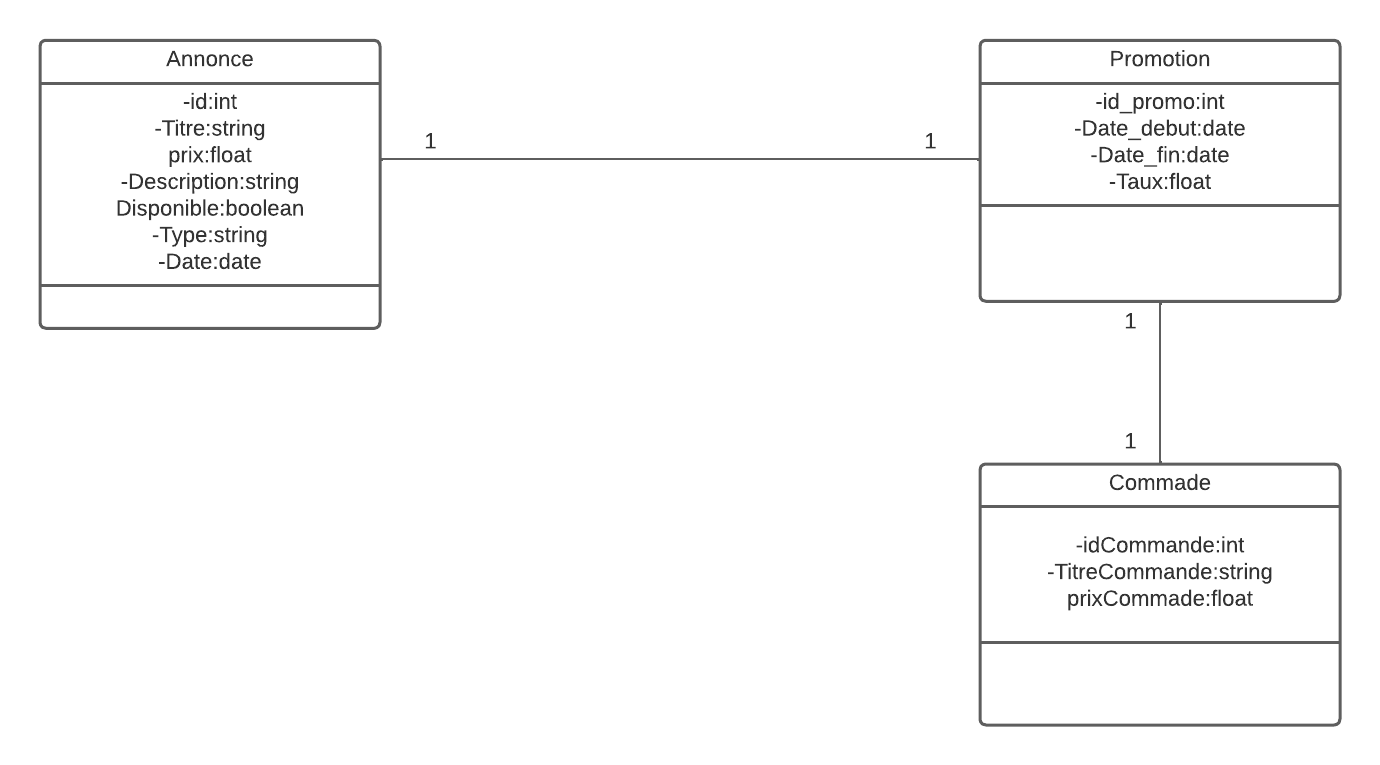 Annonce
-id:int
-Titre:string
prix:float
-Description:string
Disponible:boolean
-Type:string
-Date:date
1
1
Promotion
-id_promo:int
-Date_debut:date
-Date_fin:date
-Taux:float
1
1
Commade
-idCommande:int
-TitreCommande:string
prixCommade:float